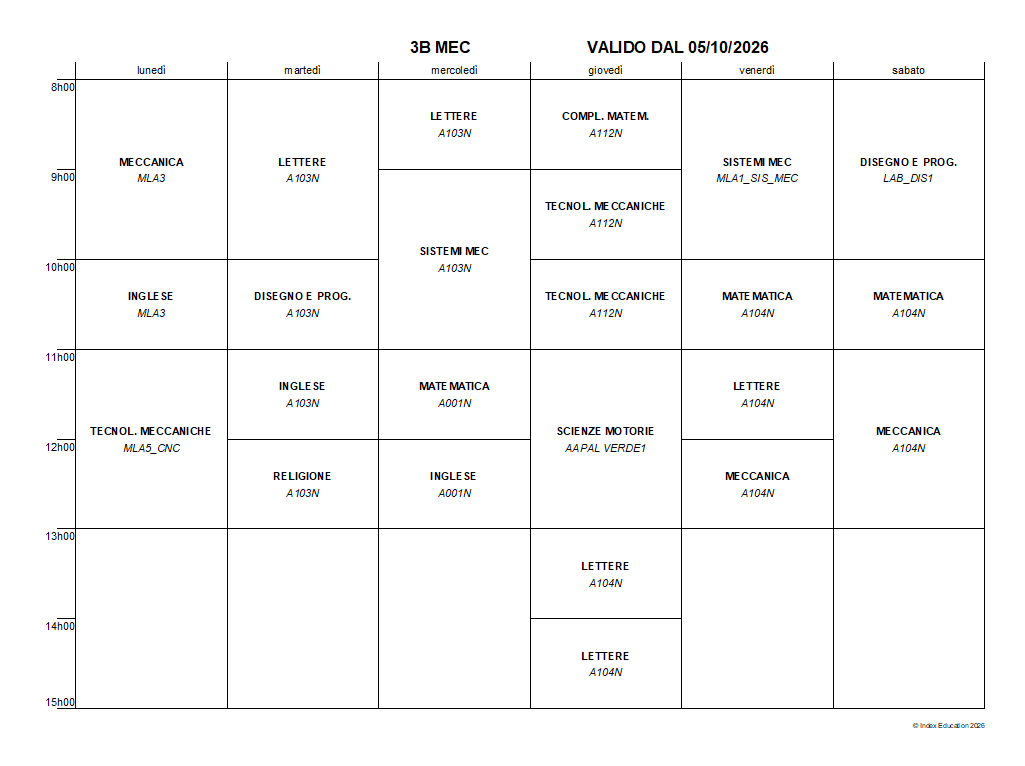 3B MEC VALIDO DAL 05/10/2026
lunedì martedì mercoledì giovedì venerdì sabato
8h00
LETTERE COMPL. MATEM.
A103N A112N
MECCANICA LETTERE SISTEMI MEC DISEGNO E PROG.
MLA3 A103N MLA1_SIS_MEC LAB_DIS1
9h00
TECNOL. MECCANICHE
A112N
SISTEMI MEC
A103N
10h00
INGLESE DISEGNO E PROG. TECNOL. MECCANICHE MATEMATICA MATEMATICA
MLA3 A103N A112N A104N A104N
11h00
INGLESE MATEMATICA LETTERE
A103N A001N A104N
TECNOL. MECCANICHE SCIENZE MOTORIE MECCANICA
MLA5_CNC AAPAL VERDE1 A104N
12h00
RELIGIONE INGLESE MECCANICA
A103N A001N A104N
13h00
LETTERE
A104N
14h00
LETTERE
A104N
15h00
© Index Education 2026